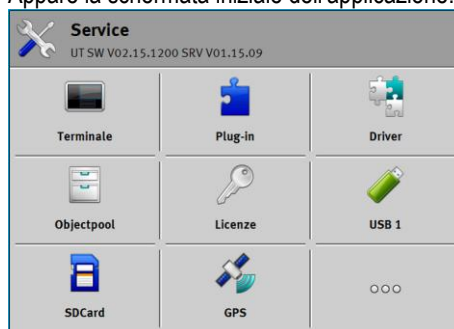 Appare la schermata iniziale dell'applicazione.
Service
UT SW V02.15.1200 SRV V01.15.09
Terminale Plug-in Driver
Objectpool Licenze USB 1
SDCard GPS